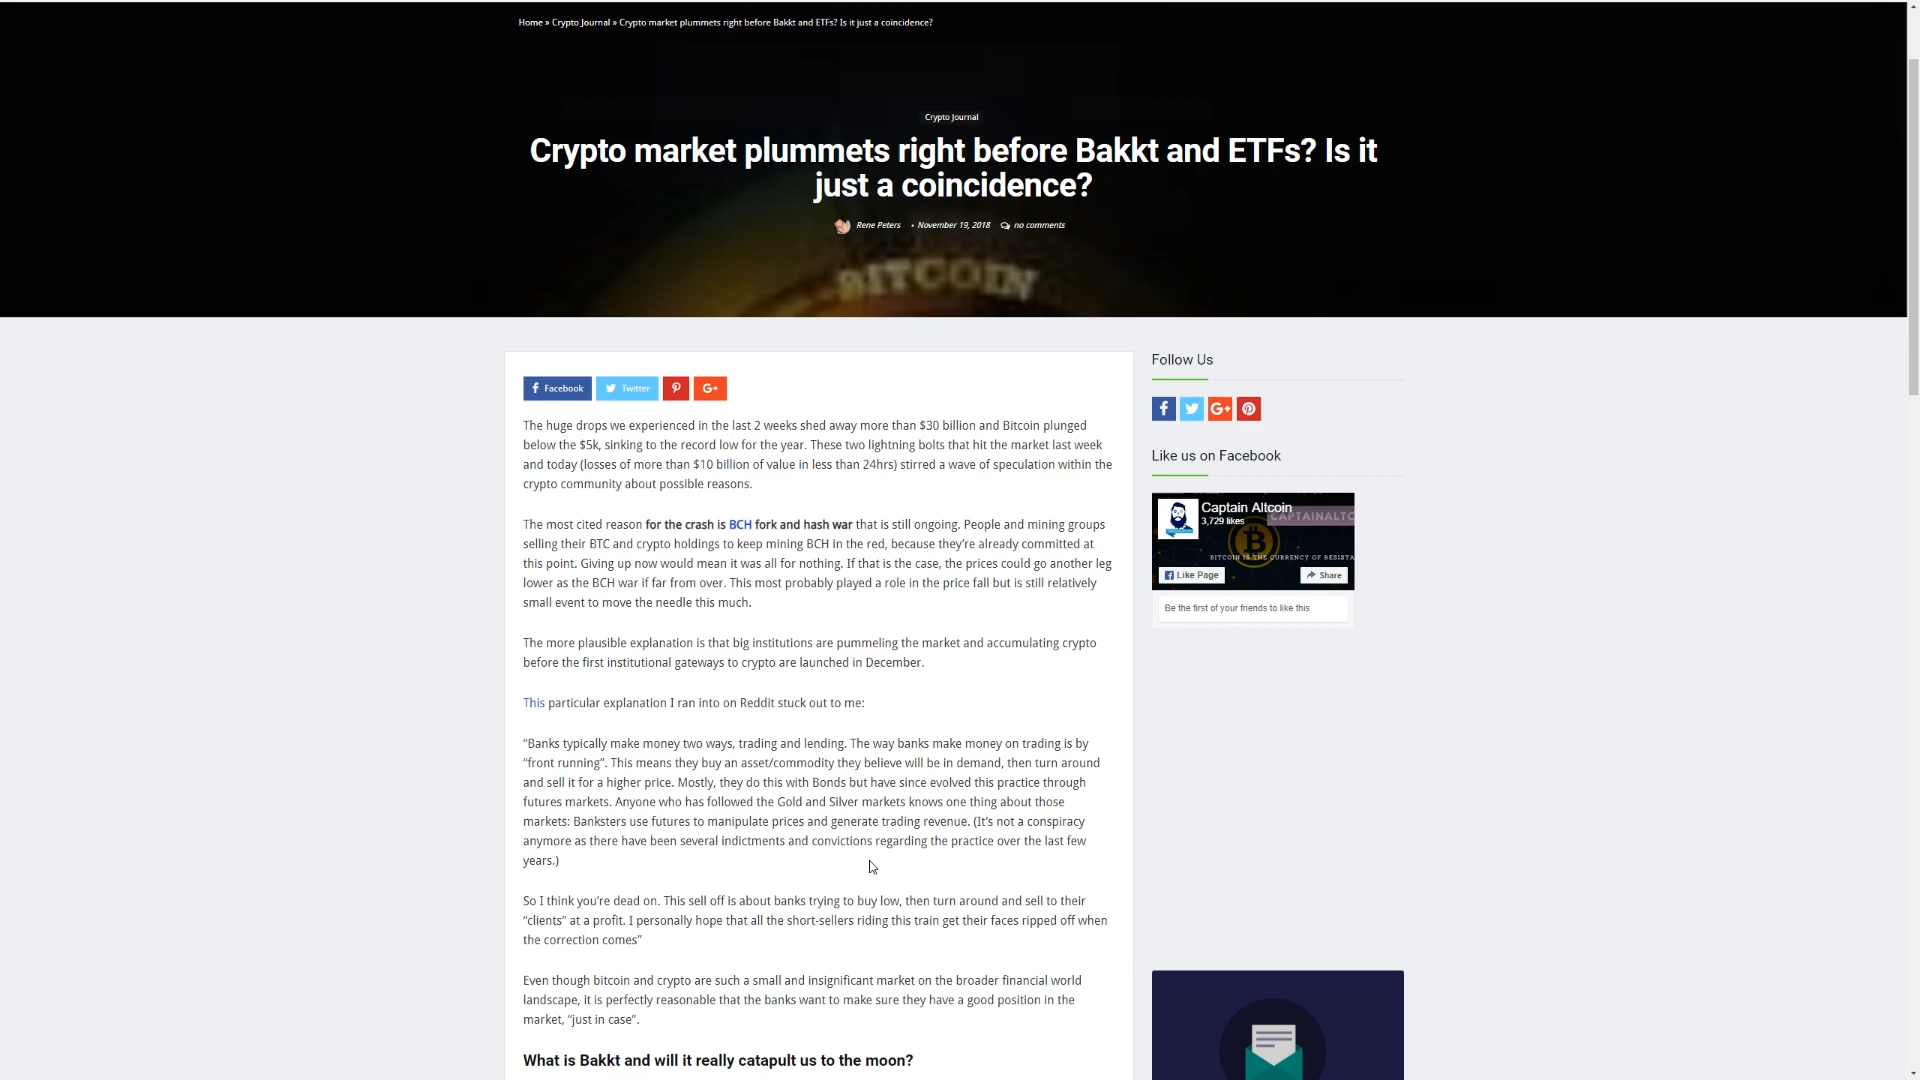 Home » Crypto Journal » Crypto market plummets right before Bakkt and ETFs? Is it just a coincidence?
Crypto Journal
Crypto market plummets right before Bakkt and ETFs? Is it
just a coincidence?
Rene Peters • November 19, 2018 no comments
BITCOIN
Facebook Twitter G+
The huge drops we experienced in the last 2 weeks shed away more than $30 billion and Bitcoin plunged
below the $5k, sinking to the record low for the year. These two lightning bolts that hit the market last week
and today (losses of more than $10 billion of value in less than 24hrs) stirred a wave of speculation within the
crypto community about possible reasons.
The most cited reason for the crash is BCH fork and hash war that is still ongoing. People and mining groups
selling their BTC and crypto holdings to keep mining BCH in the red, because they’re already committed at
this point. Giving up now would mean it was all for nothing. If that is the case, the prices could go another leg
lower as the BCH war if far from over. This most probably played a role in the price fall but is still relatively
small event to move the needle this much.
The more plausible explanation is that big institutions are pummeling the market and accumulating crypto
before the first institutional gateways to crypto are launched in December.
This particular explanation I ran into on Reddit stuck out to me:
“Banks typically make money two ways, trading and lending. The way banks make money on trading is by
“front running”. This means they buy an asset/commodity they believe will be in demand, then turn around
and sell it for a higher price. Mostly, they do this with Bonds but have since evolved this practice through
futures markets. Anyone who has followed the Gold and Silver markets knows one thing about those
markets: Banksters use futures to manipulate prices and generate trading revenue. (It’s not a conspiracy
anymore as there have been several indictments and convictions regarding the practice over the last few
years.)
So I think you’re dead on. This sell off is about banks trying to buy low, then turn around and sell to their
“clients” at a profit. I personally hope that all the short-sellers riding this train get their faces ripped off when
the correction comes”
Even though bitcoin and crypto are such a small and insignificant market on the broader financial world
landscape, it is perfectly reasonable that the banks want to make sure they have a good position in the
market, “just in case”.
What is Bakkt and will it really catapult us to the moon?
Follow Us
G+
Like us on Facebook
Captain Altcoin
3,729 likes
CAPTAINALTC
BITCOIN IS THE CURRENCY OF RESISTA
Like Page Share
Be the first of your friends to like this